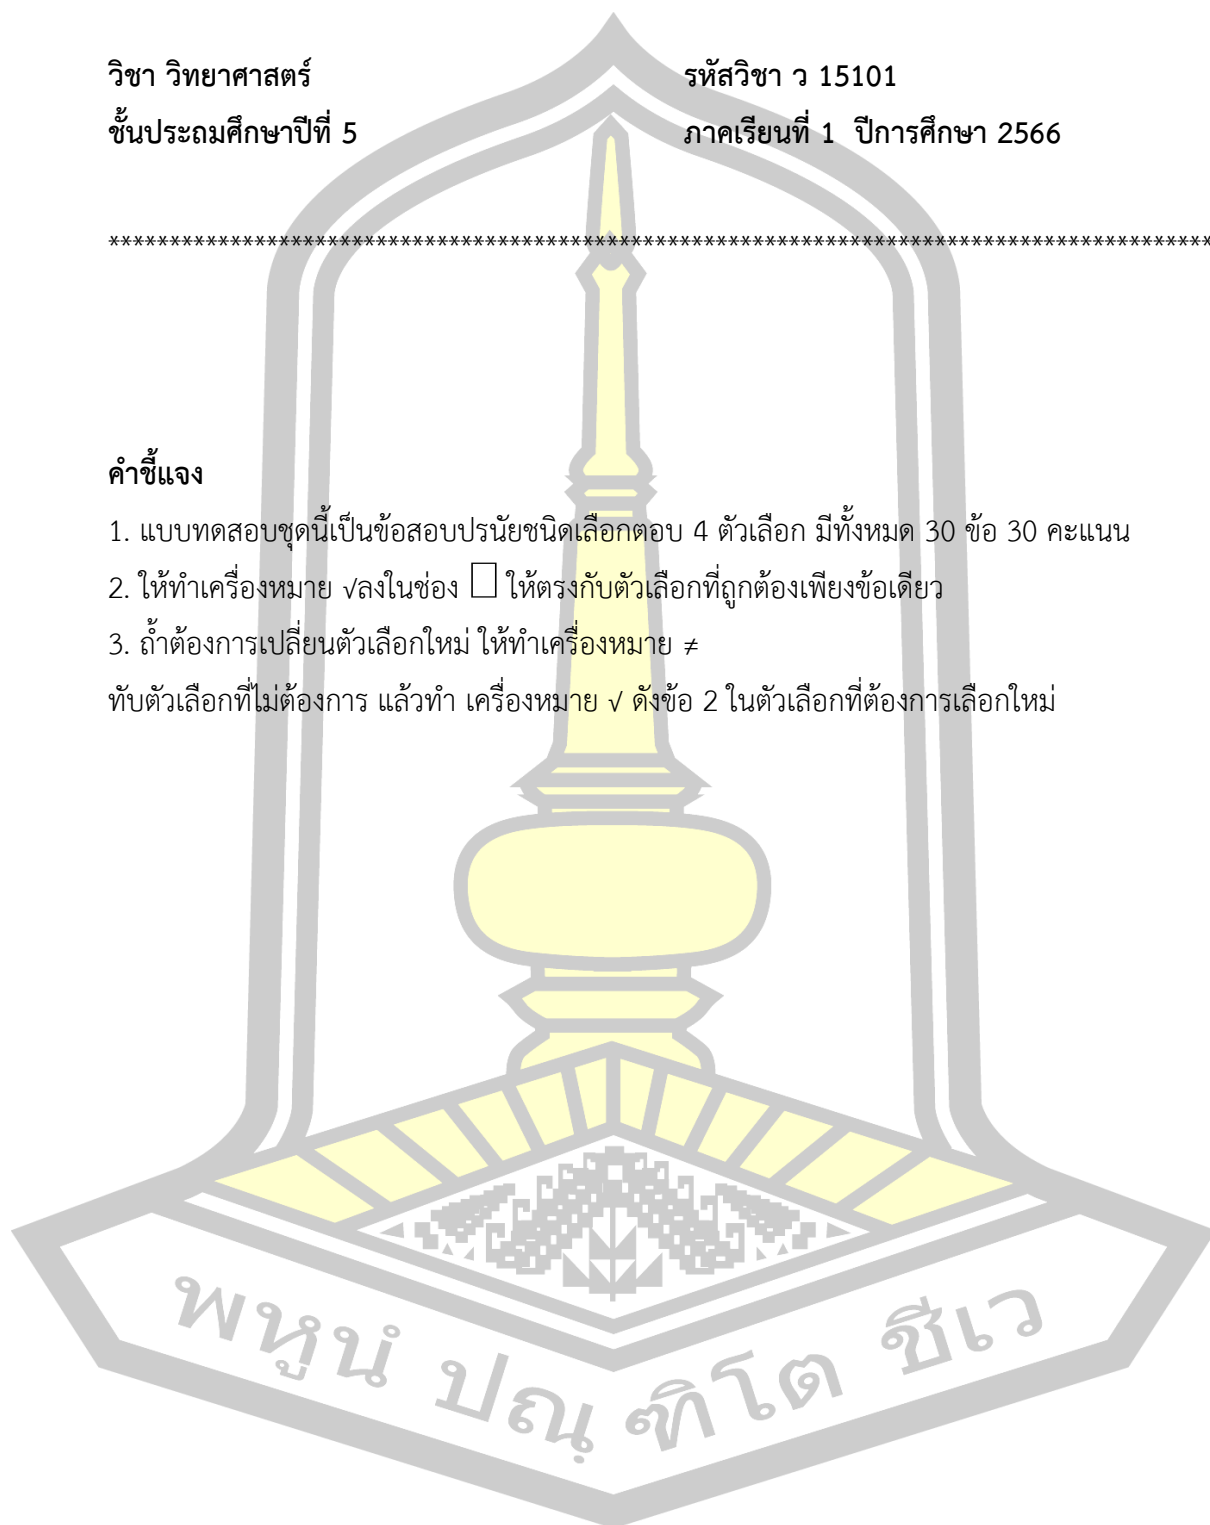 วิชา วิทยาศาสตร์ รหัสวิชา ว 15101
ชั้นประถมศึกษาปีที่ 5 ภาคเรียนที่ 1 ปีการศึกษา 2566
*******************************************************************************************
คำชี้แจง
1. แบบทดสอบชุดนี้เป็นข้อสอบปรนัยชนิดเลือกตอบ 4 ตัวเลือก มีทั้งหมด 30 ข้อ 30 คะแนน
2. ให้ทำเครื่องหมาย √ลงในช่อง □ ให้ตรงกับตัวเลือกที่ถูกต้องเพียงข้อเดียว
3. ถ้ำต้องการเปลี่ยนตัวเลือกใหม่ ให้ทำเครื่องหมาย ≠
ทับตัวเลือกที่ไม่ต้องการ แล้วทำ เครื่องหมาย √ ดังข้อ 2 ในตัวเลือกที่ต้องการเลือกใหม่
พหูนํ ปณฺฑิโต ชีเว